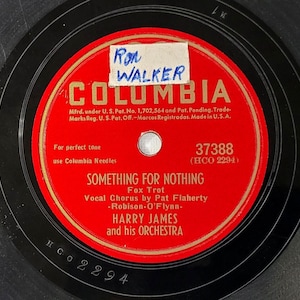 Ron
WALKER
COLUMBIA
Mfrd. under U.S. Pat. No. 1,702,564 and Pat. Pending. Trade-
Marks Reg. U.S. Pat. Off.—Marcas Registradas. Made in U.S.A.
For perfect tone
use Columbia Needles
37388
(HCO 2294)
SOMETHING FOR NOTHING
Fox Trot
Vocal Chorus by Pat Flaherty
-Robison-O'Flynn-
HARRY JAMES
and his ORCHESTRA
HCO2294